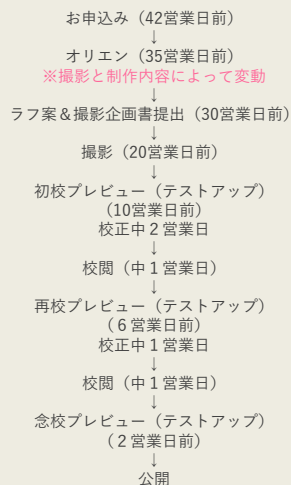 お申込み（42営業日前）
↓
オリエン（35営業日前）
※撮影と制作内容によって変動
↓
ラフ案＆撮影企画書提出（30営業日前）
↓
撮影（20営業日前）
↓
初校プレビュー（テストアップ）
（10営業日前）
校正中２営業日
↓
校閲（中１営業日）
↓
再校プレビュー（テストアップ）
（６営業日前）
校正中１営業日
↓
校閲（中１営業日）
↓
念校プレビュー（テストアップ）
（２営業日前）
↓
公開